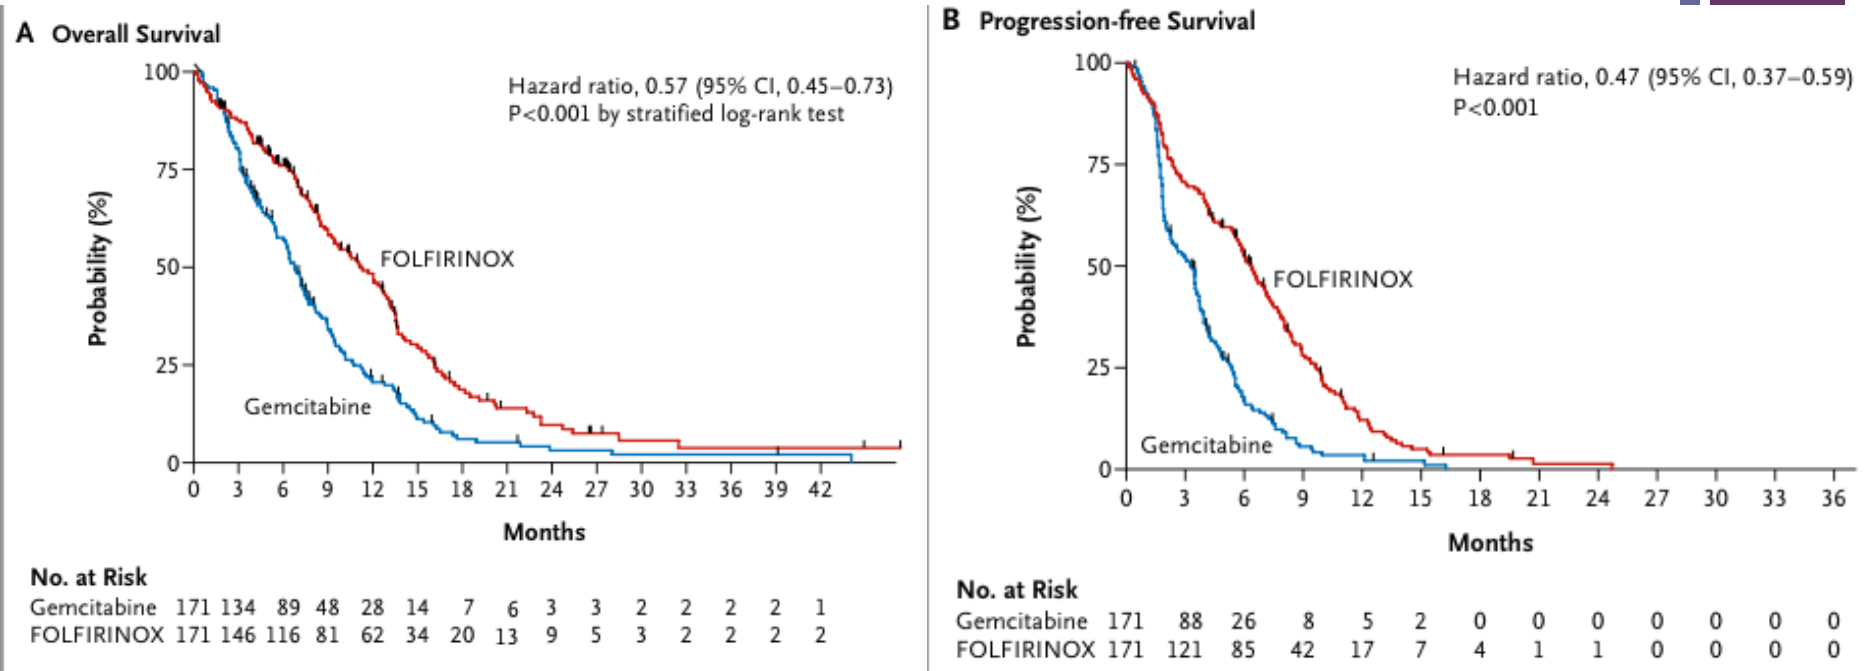 A Overall Survival
Hazard ratio, 0.57 (95% CI, 0.45–0.73)
P<0.001 by stratified log-rank test
Probability (%)
100
75
50
25
0
FOLFIRINOX
Gemcitabine
0 3 6 9 12 15 18 21 24 27 30 33 36 39 42
Months
No. at Risk
Gemcitabine 171 134 89 48 28 14 7 6 3 3 2 2 2 2 1
FOLFIRINOX 171 146 116 81 62 34 20 13 9 5 3 2 2 2 2
B Progression-free Survival
Hazard ratio, 0.47 (95% CI, 0.37–0.59)
P<0.001
Probability (%)
100
75
50
25
0
FOLFIRINOX
Gemcitabine
0 3 6 9 12 15 18 21 24 27 30 33 36
Months
No. at Risk
Gemcitabine 171 88 26 8 5 2 0 0 0 0 0 0 0
FOLFIRINOX 171 121 85 42 17 7 4 1 1 0 0 0 0